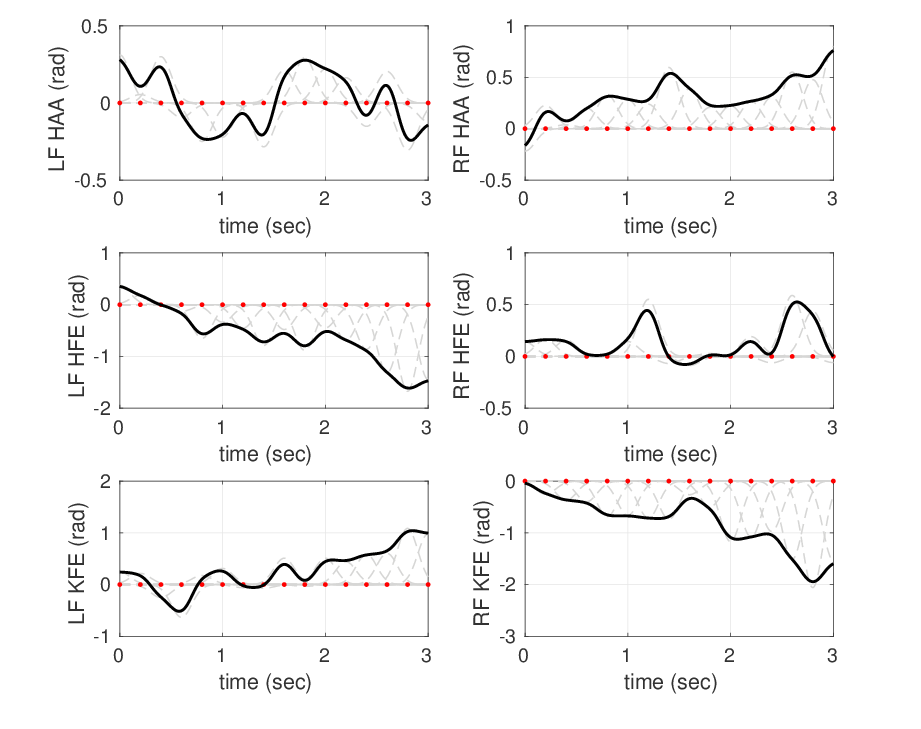 0.5
0
-0.5
LF HAA (rad)
0 1 2 3
time (sec)
1
0.5
0
-0.5
RF HAA (rad)
0 1 2 3
time (sec)
1
0
-1
-2
LF HFE (rad)
0 1 2 3
time (sec)
1
0.5
0
-0.5
RF HFE (rad)
0 1 2 3
time (sec)
2
1
0
-1
LF KFE (rad)
0 1 2 3
time (sec)
0
-1
-2
-3
RF KFE (rad)
0 1 2 3
time (sec)